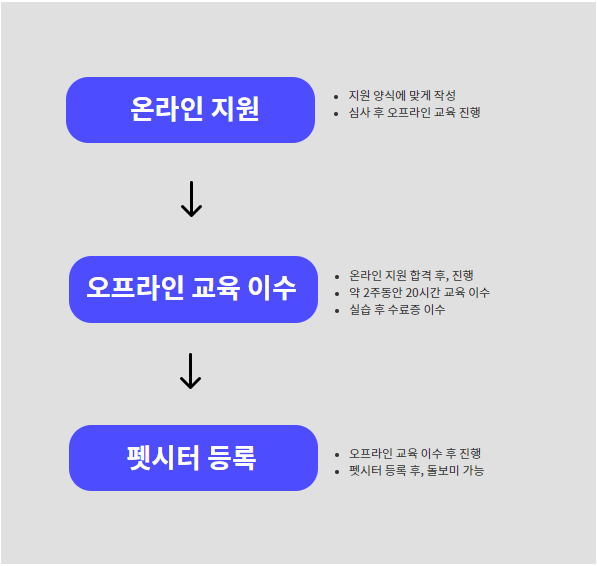 온라인 지원
• 지원 양식에 맞게 작성
• 심사 후 오프라인 교육 진행
오프라인 교육 이수
• 온라인 지원 합격 후, 진행
• 약 2주동안 20시간 교육 이수
• 실습 후 수료증 이수
펫시터 등록
• 오프라인 교육 이수 후 진행
• 펫시터 등록 후, 돌보미 가능